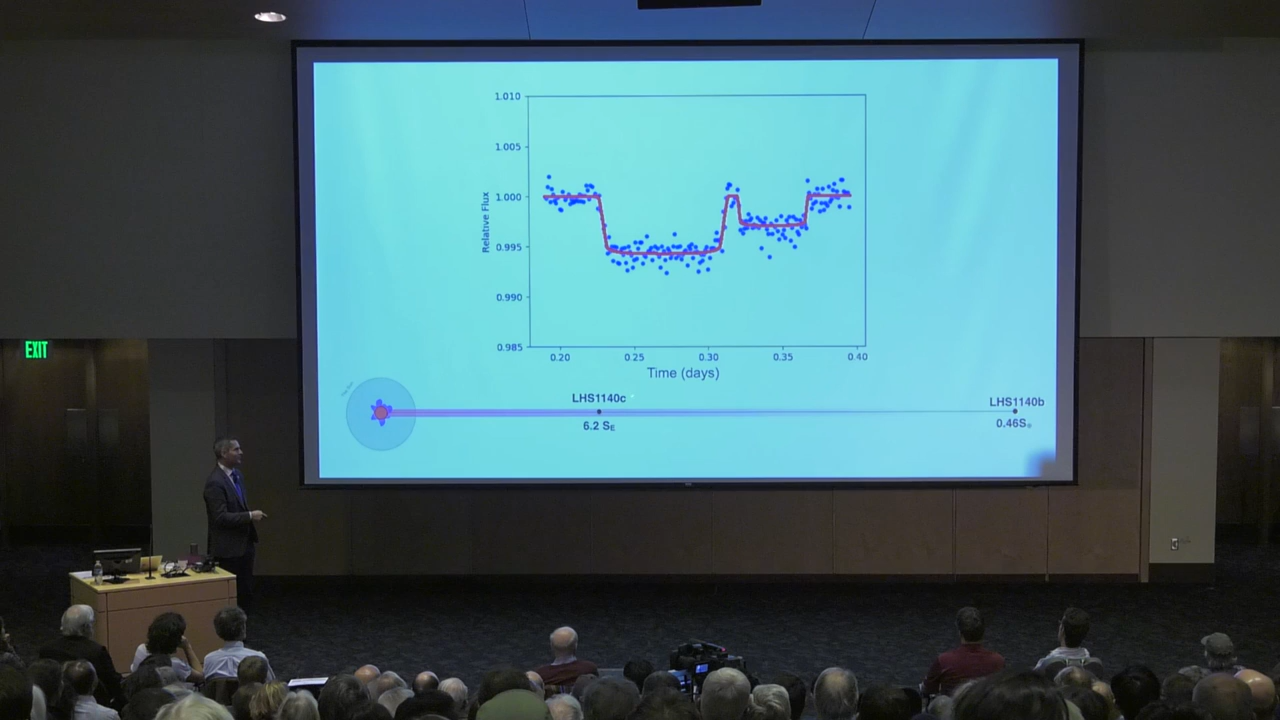 1.010
1.005
1.000
0.995
0.990
0.985
Relative Flux
0.20 0.25 0.30 0.35 0.40
Time (days)
LHS1140c
6.2 SE
LHS1140b
0.46S
EXIT